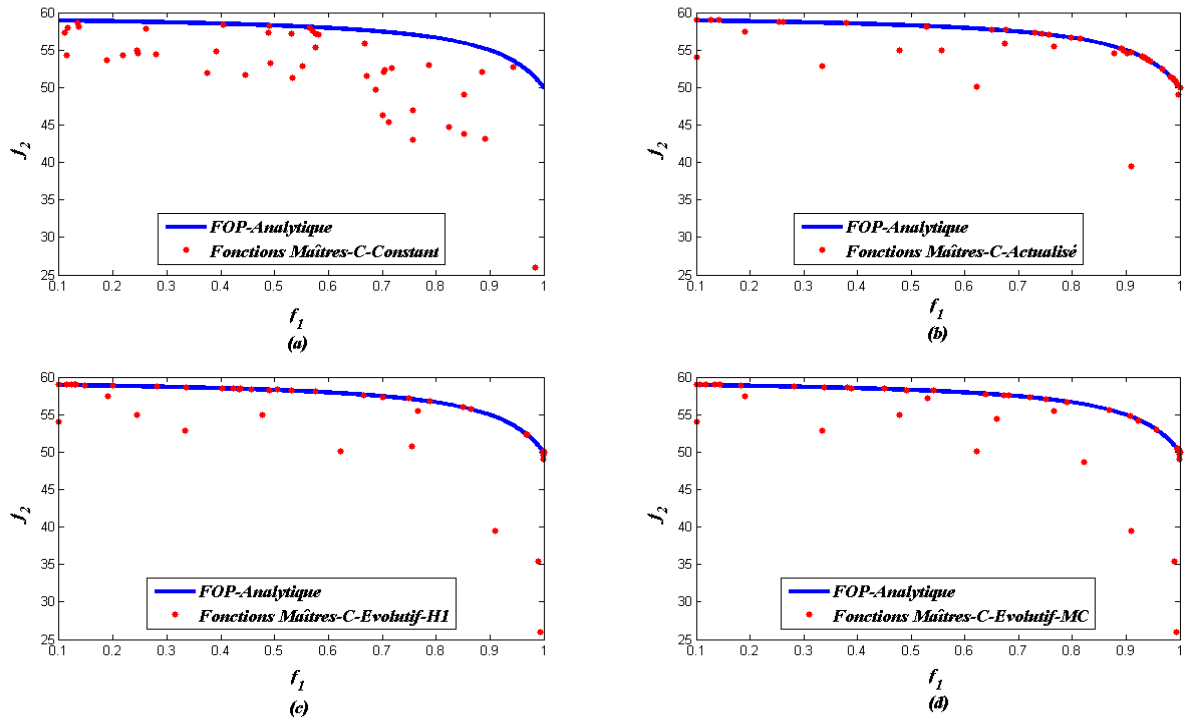 60
55
50
45
40
35
30
25
f2
FOP-Analytique
Fonctions Maîtres-C-Constant
0.1 0.2 0.3 0.4 0.5 0.6 0.7 0.8 0.9 1
f1
(a)
60
55
50
45
40
35
30
25
f2
FOP-Analytique
Fonctions Maîtres-C-Actualisé
0.1 0.2 0.3 0.4 0.5 0.6 0.7 0.8 0.9 1
f1
(b)
60
55
50
45
40
35
30
25
f2
FOP-Analytique
Fonctions Maîtres-C-Evolutif-H1
0.1 0.2 0.3 0.4 0.5 0.6 0.7 0.8 0.9 1
f1
(c)
60
55
50
45
40
35
30
25
f2
FOP-Analytique
Fonctions Maîtres-C-Evolutif-MC
0.1 0.2 0.3 0.4 0.5 0.6 0.7 0.8 0.9 1
f1
(d)